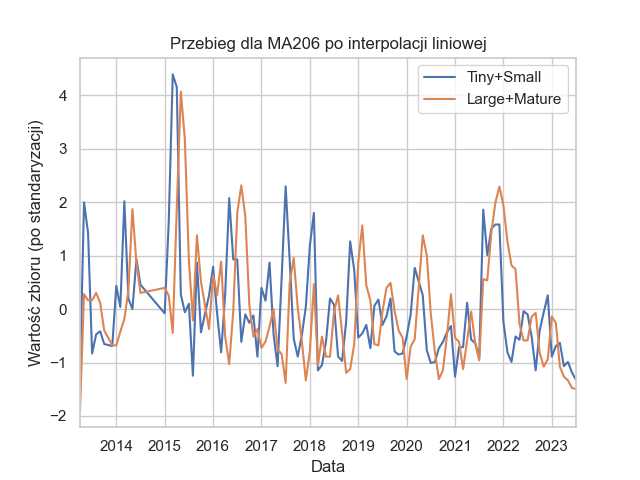 Przebieg dla MA206 po interpolacji liniowej
Wartość zbioru (po standaryzacji)
4
3
2
1
0
−1
−2
Tiny+Small
Large+Mature
2014 2015 2016 2017 2018 2019 2020 2021 2022 2023
Data